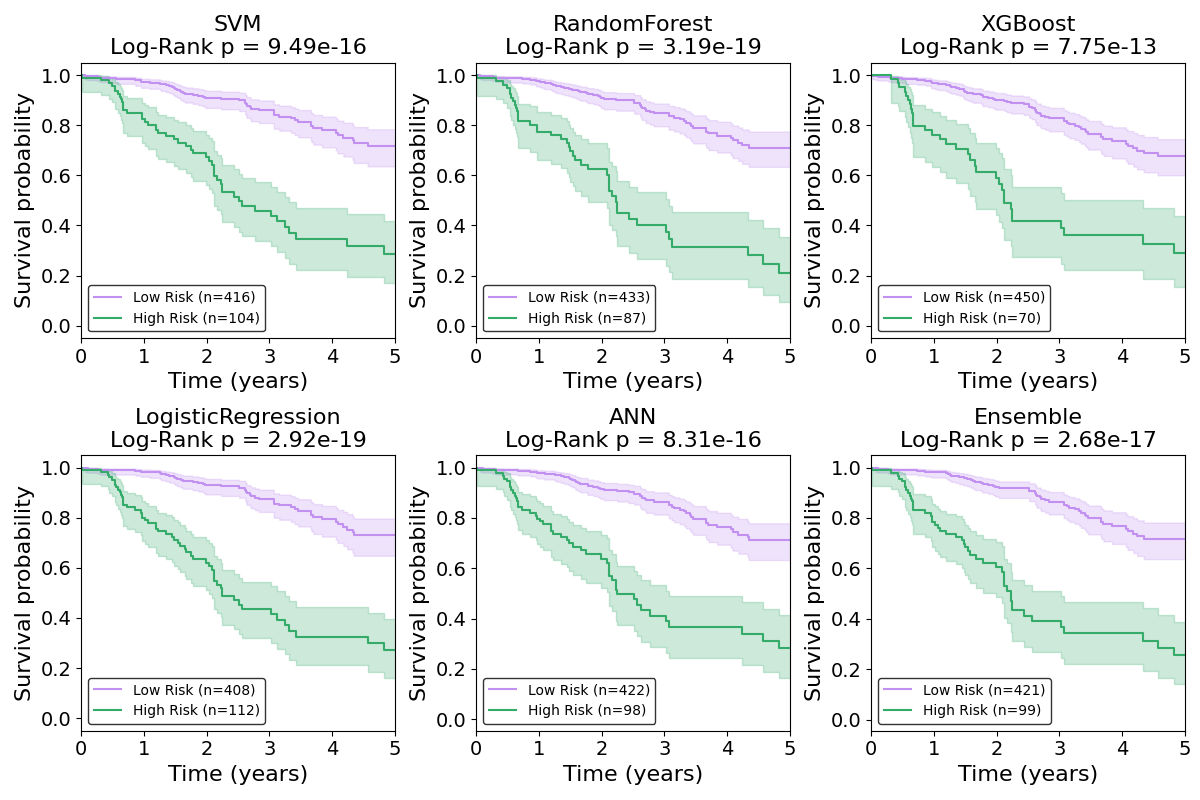 SVM
Log-Rank p = 9.49e-16
Survival probability
1.0
0.8
0.6
0.4
0.2
0.0
Low Risk (n=416)
High Risk (n=104)
0 1 2 3 4 5
Time (years)
RandomForest
Log-Rank p = 3.19e-19
Survival probability
1.0
0.8
0.6
0.4
0.2
0.0
Low Risk (n=433)
High Risk (n=87)
0 1 2 3 4 5
Time (years)
XGBoost
Log-Rank p = 7.75e-13
Survival probability
1.0
0.8
0.6
0.4
0.2
0.0
Low Risk (n=450)
High Risk (n=70)
0 1 2 3 4 5
Time (years)
LogisticRegression
Log-Rank p = 2.92e-19
Survival probability
1.0
0.8
0.6
0.4
0.2
0.0
Low Risk (n=408)
High Risk (n=112)
0 1 2 3 4 5
Time (years)
ANN
Log-Rank p = 8.31e-16
Survival probability
1.0
0.8
0.6
0.4
0.2
0.0
Low Risk (n=422)
High Risk (n=98)
0 1 2 3 4 5
Time (years)
Ensemble
Log-Rank p = 2.68e-17
Survival probability
1.0
0.8
0.6
0.4
0.2
0.0
Low Risk (n=421)
High Risk (n=99)
0 1 2 3 4 5
Time (years)